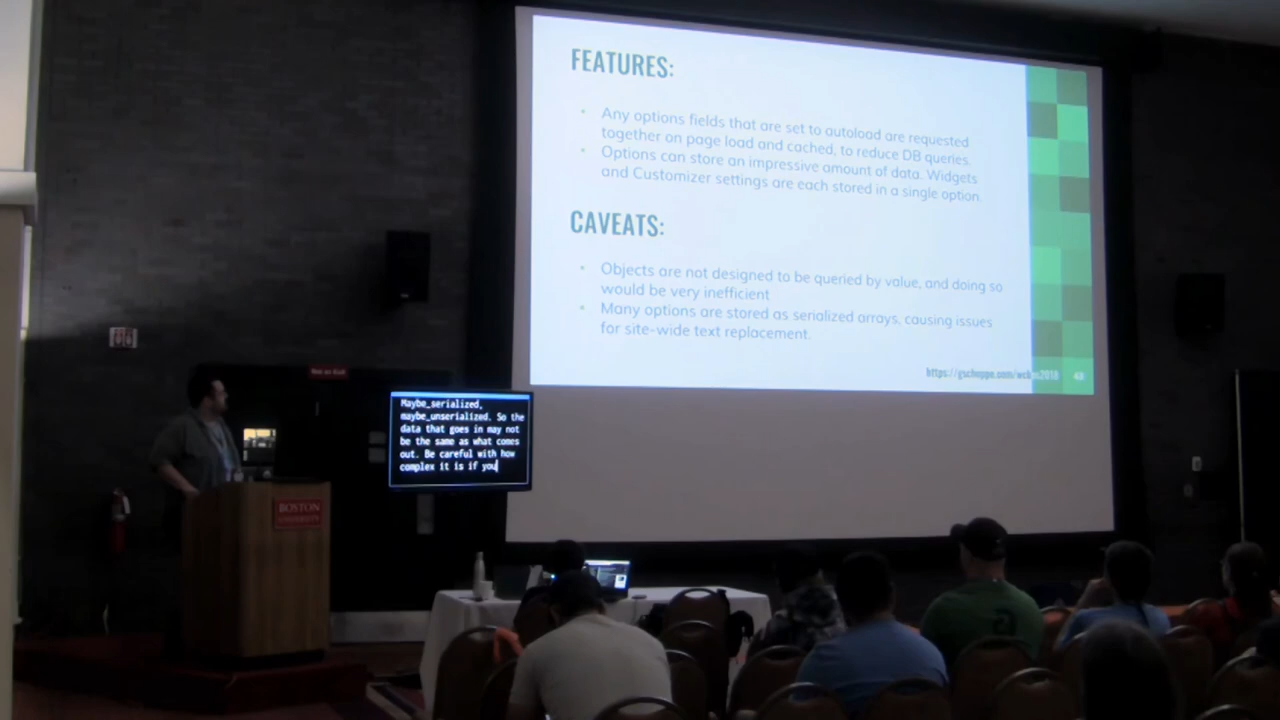 FEATURES:
Any options fields that are set to autoload are requested
together on page load and cached, to reduce DB queries.
Options can store an impressive amount of data. Widgets
and Customizer settings are each stored in a single option.
CAVEATS:
Objects are not designed to be queried by value, and doing so
would be very inefficient
Many options are stored as serialized arrays, causing issues
for site-wide text replacement.
48
Not an Exit
Maybe_serialized,
maybe_unserialized. So the
data that goes in may not
be the same as what comes
out. Be careful with how
complex it is if you
BOSTON
UNIVERSITY